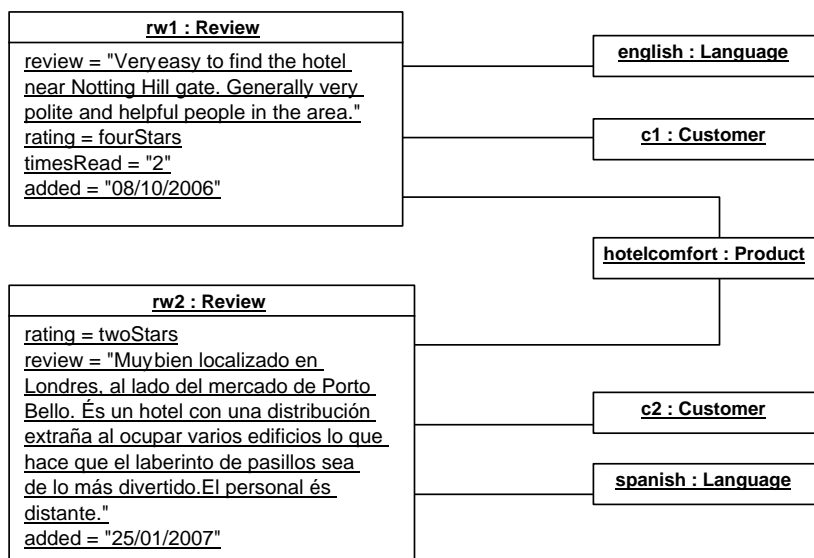 rw1 : Review
review = "Veryeasy to find the hotel
near Notting Hill gate. Generally very
polite and helpful people in the area."
rating = fourStars
timesRead = "2"
added = "08/10/2006"
english : Language
c1 : Customer
hotelcomfort : Product
rw2 : Review
rating = twoStars
review = "Muybien localizado en
Londres, al lado del mercado de Porto
Bello. És un hotel con una distribución
extraña al ocupar varios edificios lo que
hace que el laberinto de pasillos sea
de lo más divertido.El personal és
distante."
added = "25/01/2007"
c2 : Customer
spanish : Language